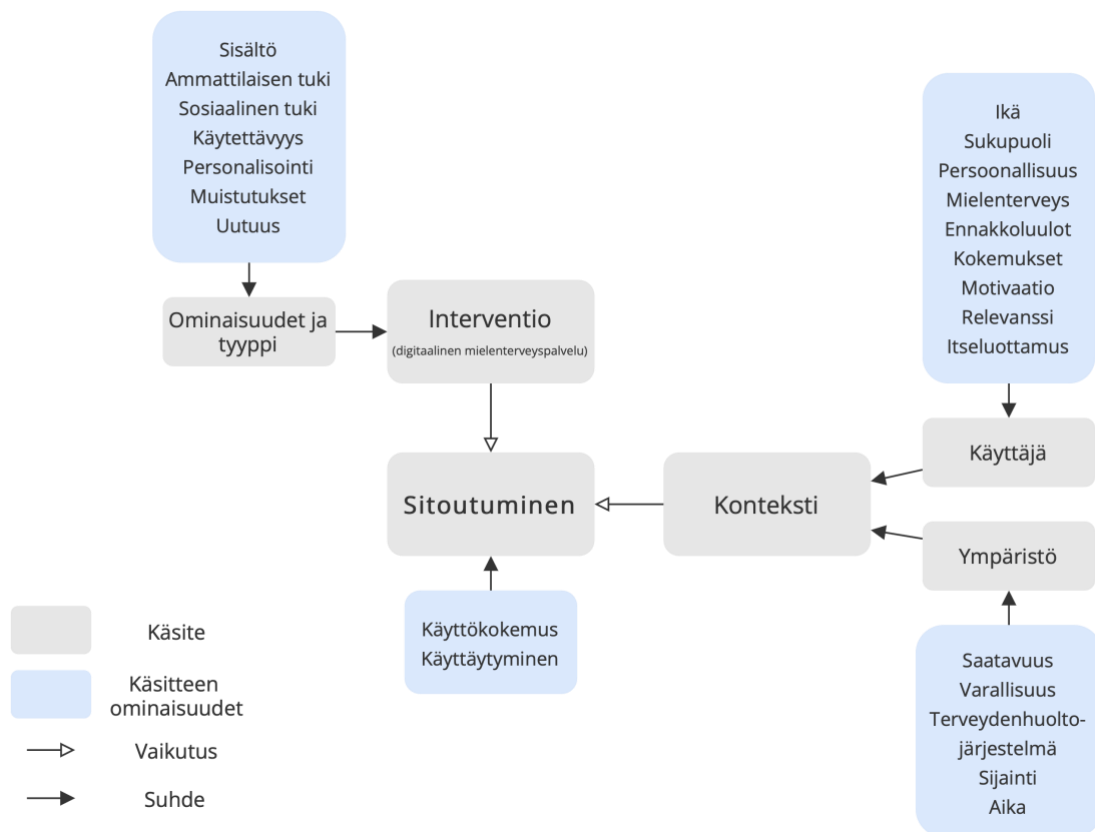 Sisältö
Ammattilaisen tuki
Sosiaalinen tuki
Käytettävyys
Personalisointi
Muistutukset
Uutuus
Ominaisuudet ja
tyyppi
Interventio
(digitaalinen mielenterveyspalvelu)
Ikä
Sukupuoli
Persoonallisuus
Mielenterveys
Ennakkoluulot
Kokemukset
Motivaatio
Relevanssi
Itseluottamus
Käyttäjä
Sitoutuminen
Konteksti
Ympäristö
Käyttökokemus
Käyttäytyminen
Saatavuus
Varallisuus
Terveydenhuolto-
järjestelmä
Sijainti
Aika
Käsite
Käsitteen
ominaisuudet
Vaikutus
Suhde